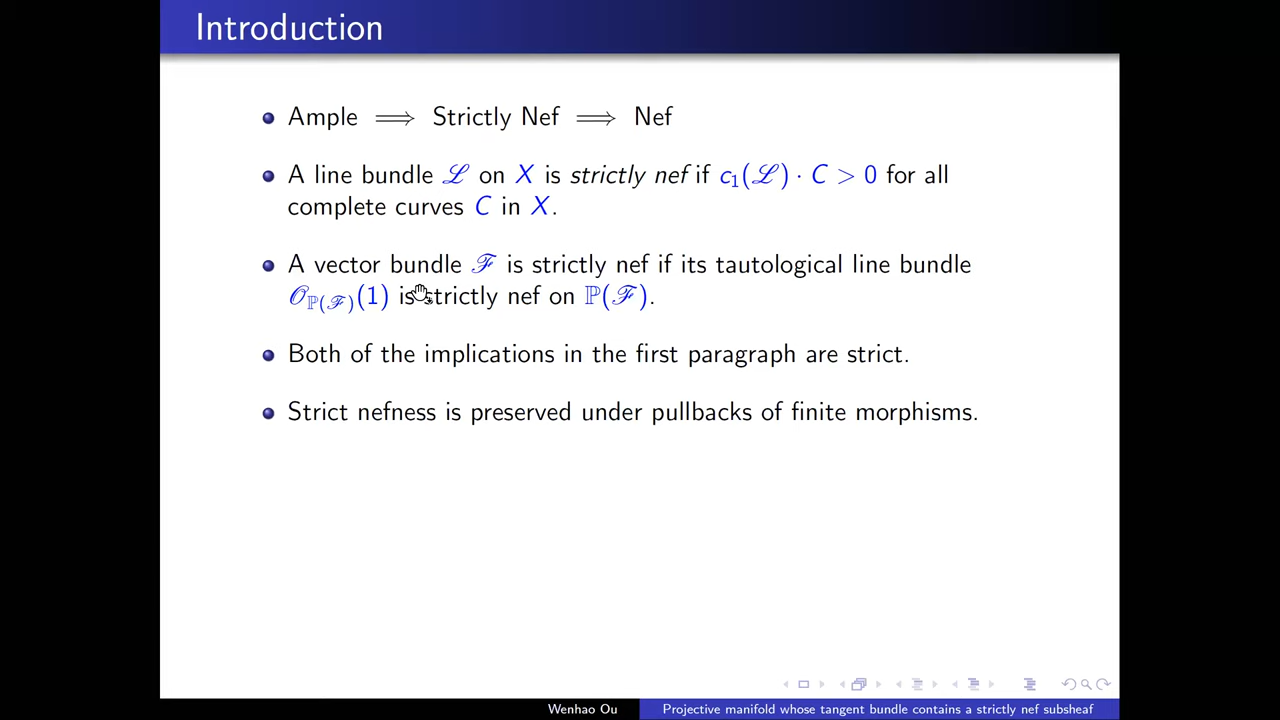 Introduction
Ample ⟹ Strictly Nef ⟹ Nef
A line bundle ℒ on X is strictly nef if c₁(ℒ) · C > 0 for all
complete curves C in X.
A vector bundle ℱ is strictly nef if its tautological line bundle
𝒪_ℙ(ℱ)(1) is strictly nef on ℙ(ℱ).
Both of the implications in the first paragraph are strict.
Strict nefness is preserved under pullbacks of finite morphisms.
Wenhao Ou
Projective manifold whose tangent bundle contains a strictly nef subsheaf